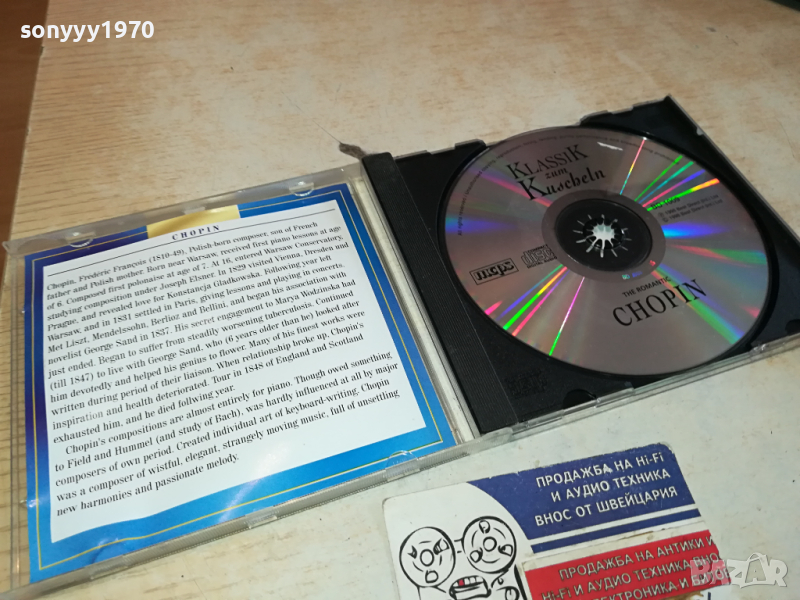 sonyyy1970
CHOPIN
Chopin, Frédéric François (1810-49). Polish-born composer, son of French
father and Polish mother. Born near Warsaw, received first piano lessons at age
of 6. Composed first polonaise at age of 7. At 16, entered Warsaw Conservatory,
studying composition under Joseph Elsner. In 1829 visited Vienna, Dresden and
Prague, and revealed love for Konstancja Gladkowska. Following year left
Warsaw, and in 1831 settled in Paris, giving lessons and playing in concerts.
Met Liszt, Mendelssohn, Berlioz and Bellini, and began his association with
novelist George Sand in 1837. His secret engagement to Marya Wodzinska had
just ended. Began to suffer from steadily worsening tuberculosis. Continued
(till 1847) to live with George Sand, who (6 years older than he) looked after
him devotedly and helped his genius to flower. Many of his finest works were
written during period of their liaison. When relationship broke up, Chopin's
inspiration and health deteriorated. Tour in 1848 of England and Scotland
exhausted him, and he died follwing year.
Chopin's compositions are almost entirely for piano. Though owed something
to Field and Hummel (and study of Bach), was hardly influenced at all by major
composers of own period. Created individual art of keyboard-writing. Chopin
was a composer of wistful, elegant, strangely moving music, full of unsettling
new harmonies and passionate melody.
KLASSIK
zum
Kuscheln
mcps
THE ROMANTIC
CHOPIN
ПРОДАЖБА НА Hi-Fi
И АУДИО ТЕХНИКА
ВНОС ОТ ШВЕЙЦАРИЯ
ПРОДАЖБА НА АНТИКИ И
Hi-Fi И АУДИО ТЕХНИКА ВНО
BAZAR